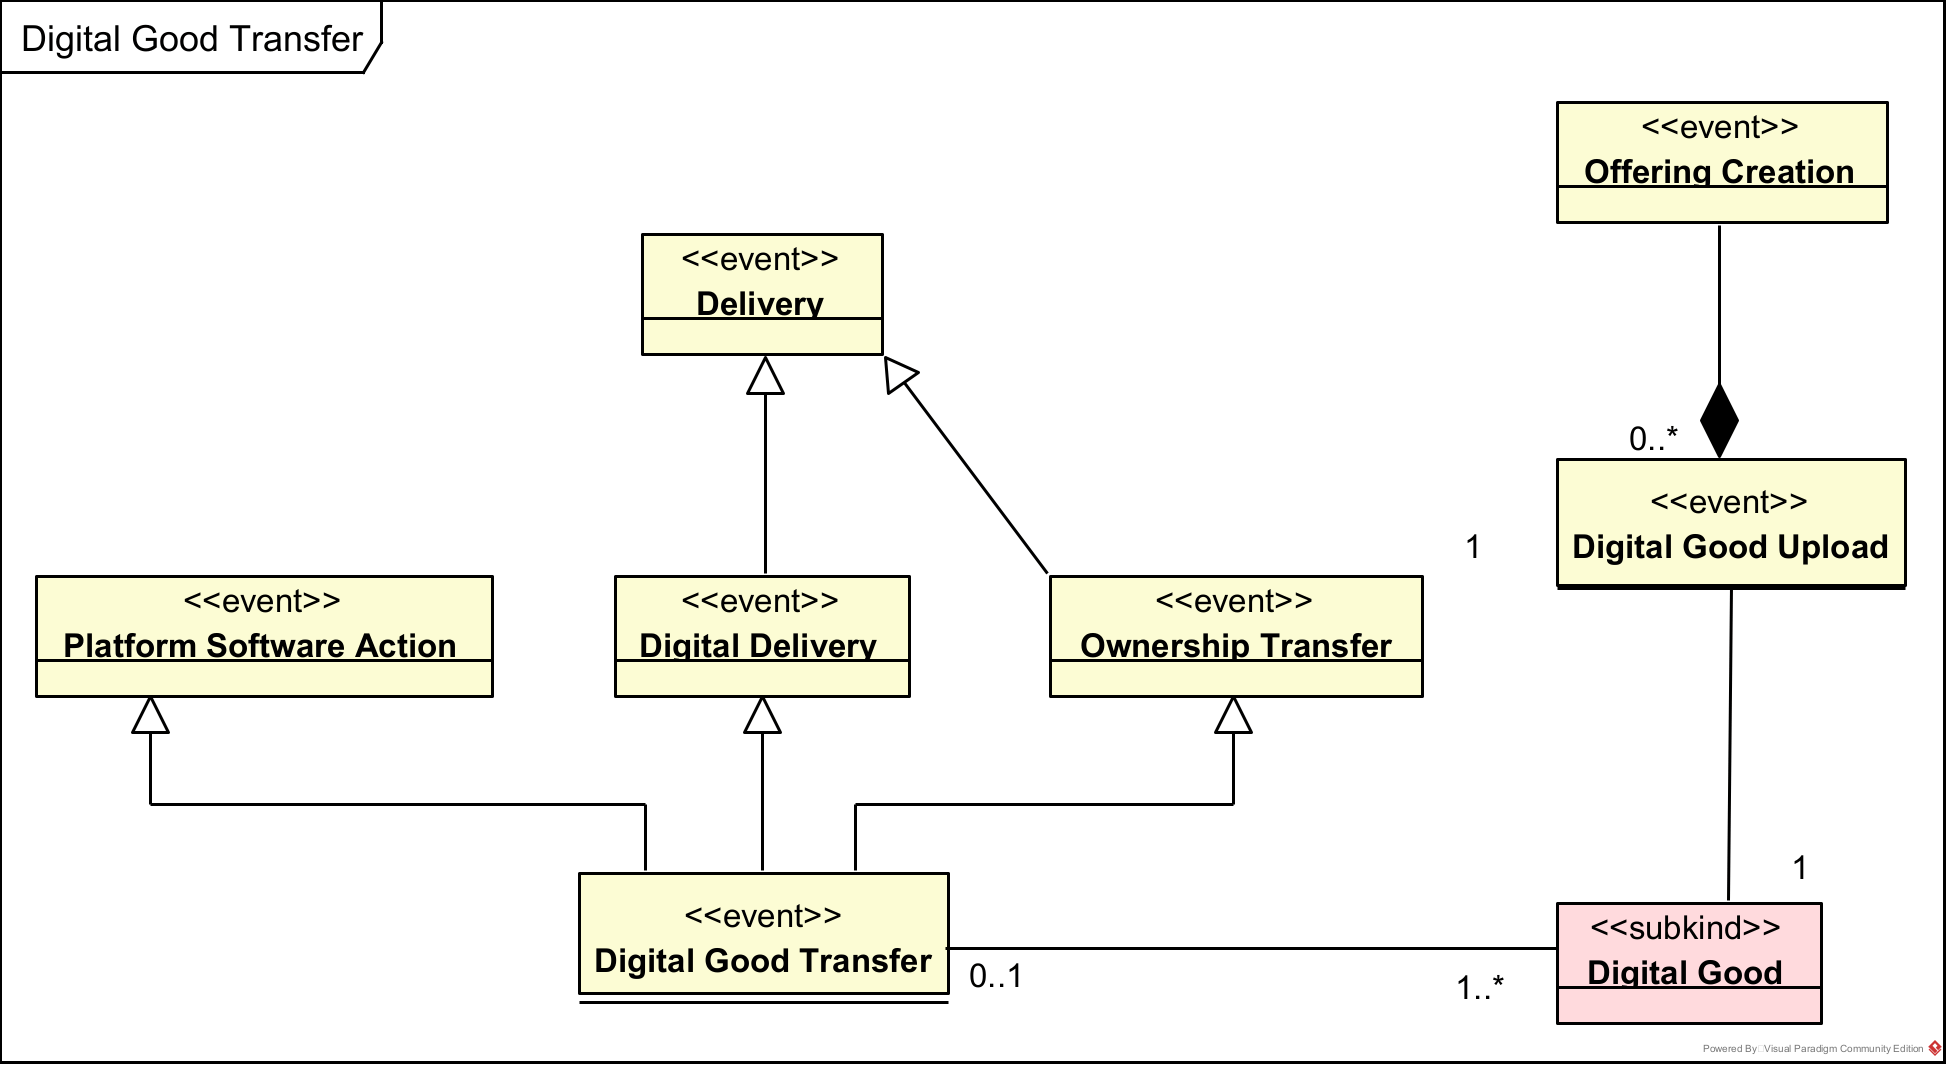 Digital Good Transfer
<<event>>
Offering Creation
<<event>>
Delivery
0..*
<<event>>
Digital Good Upload
1
<<event>>
Platform Software Action
<<event>>
Digital Delivery
<<event>>
Ownership Transfer
1
<<event>>
Digital Good Transfer
0..1
1..*
<<subkind>>
Digital Good
Powered By Visual Paradigm Community Edition